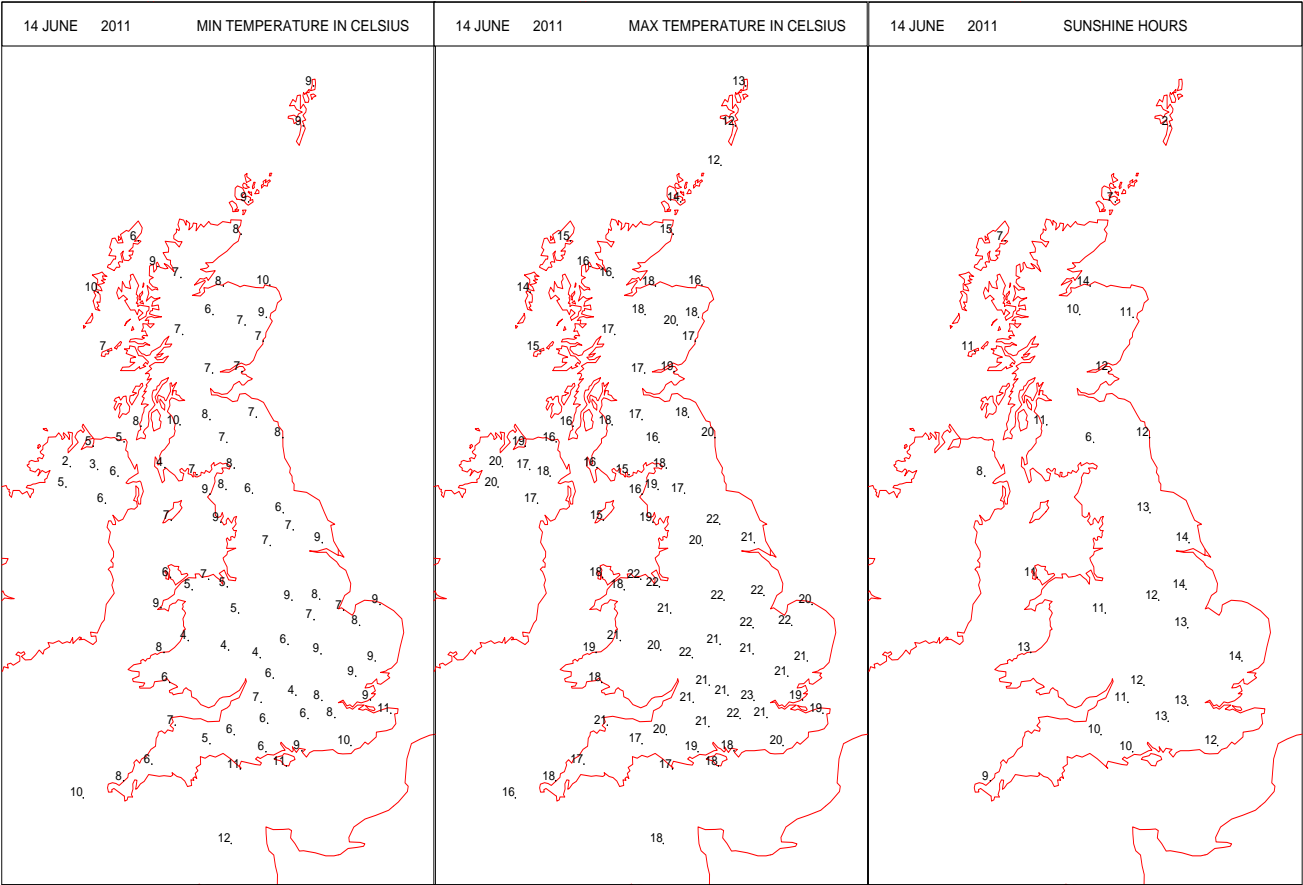 14 JUNE 2011 MIN TEMPERATURE IN CELSIUS
9
9
9
8
6
9
7
8 10
10
6 9
7 7
7
7
7 7
8 10 8 7
5 5 7 8
2 3 6 4 7 8
5 6 9 8 6
7 9 6
7 7 9
6 7
5 5
9 5 9 8 7 9
7 8
4 4 6
8 4 9 9
6 6 9
7 4 8 9
7 6 6 8 11
5 6 6 9 10
6 11 11
8
10
12
14 JUNE 2011 MAX TEMPERATURE IN CELSIUS
13
12
12
14
15
15
16
16
18 16
14
18 18
17 20
17
15
17 19
16 18 17 18
19 16 16 20
20 17 18 16 15 18
20 17 16 19 17
15 19 22
20 21
18 22
18 22
21 22 22 20
22 22
21 20 21
19 22 21 21
18 21 21
21 21 23 19
21 20 21 22 21 19
17 19 18 20
17 17 18
18
16
18
14 JUNE 2011 SUNSHINE HOURS
2
7
7
14
10 11
11
12
11
6 12
8
13
14
11
14
11 12
13
13
14
12
11 13
13
10
10 12
9